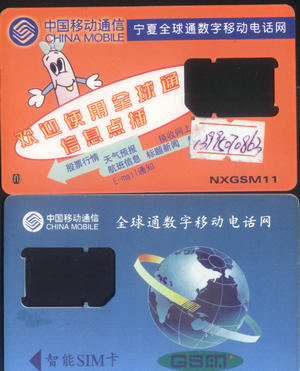 中国移动通信
CHINA MOBILE
宁夏全球通数字移动电话网
欢迎使用全球通
信息点播
接收网上
股票行情 天气预报
航班信息 标题新闻
E-mail通知
NXGSM11
中国移动通信
CHINA MOBILE
全球通数字移动电话网
智能SIM卡
GSM